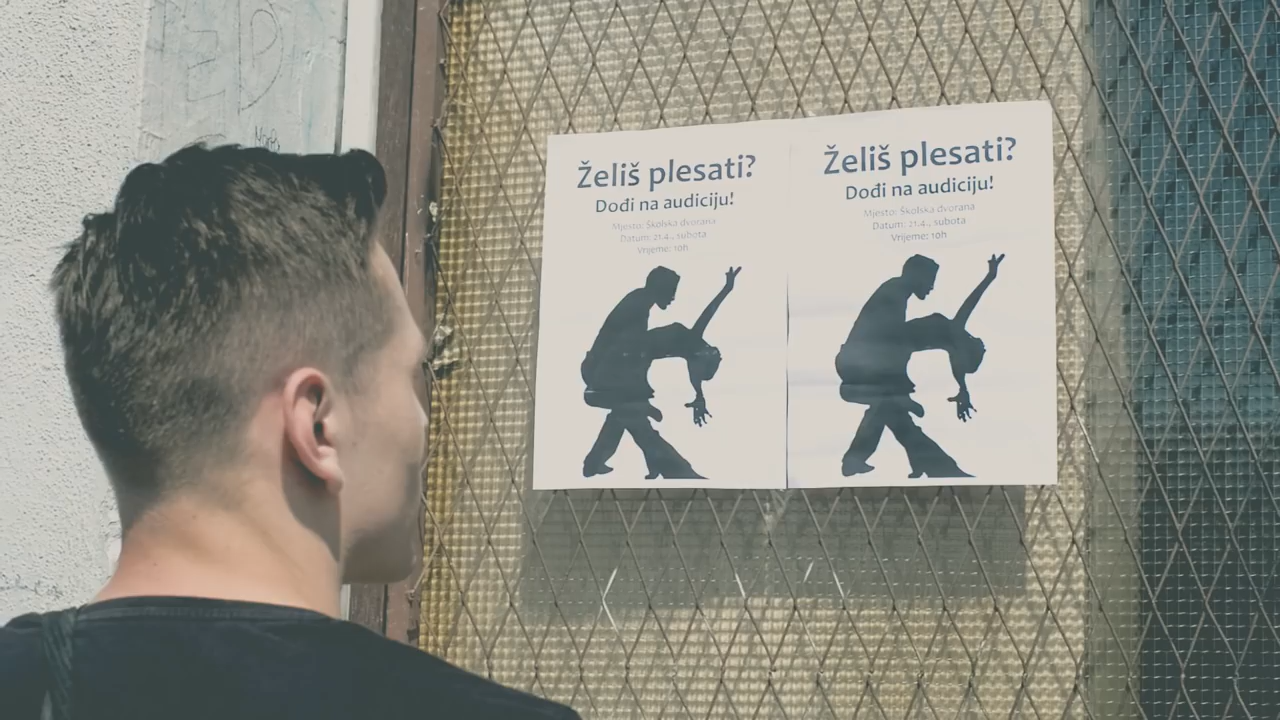 Želiš plesati?
Dođi na audiciju!
Mjesto: Školska dvorana
Datum: 21.4., subota
Vrijeme: 10h
Želiš plesati?
Dođi na audiciju!
Mjesto: Školska dvorana
Datum: 21.4., subota
Vrijeme: 10h